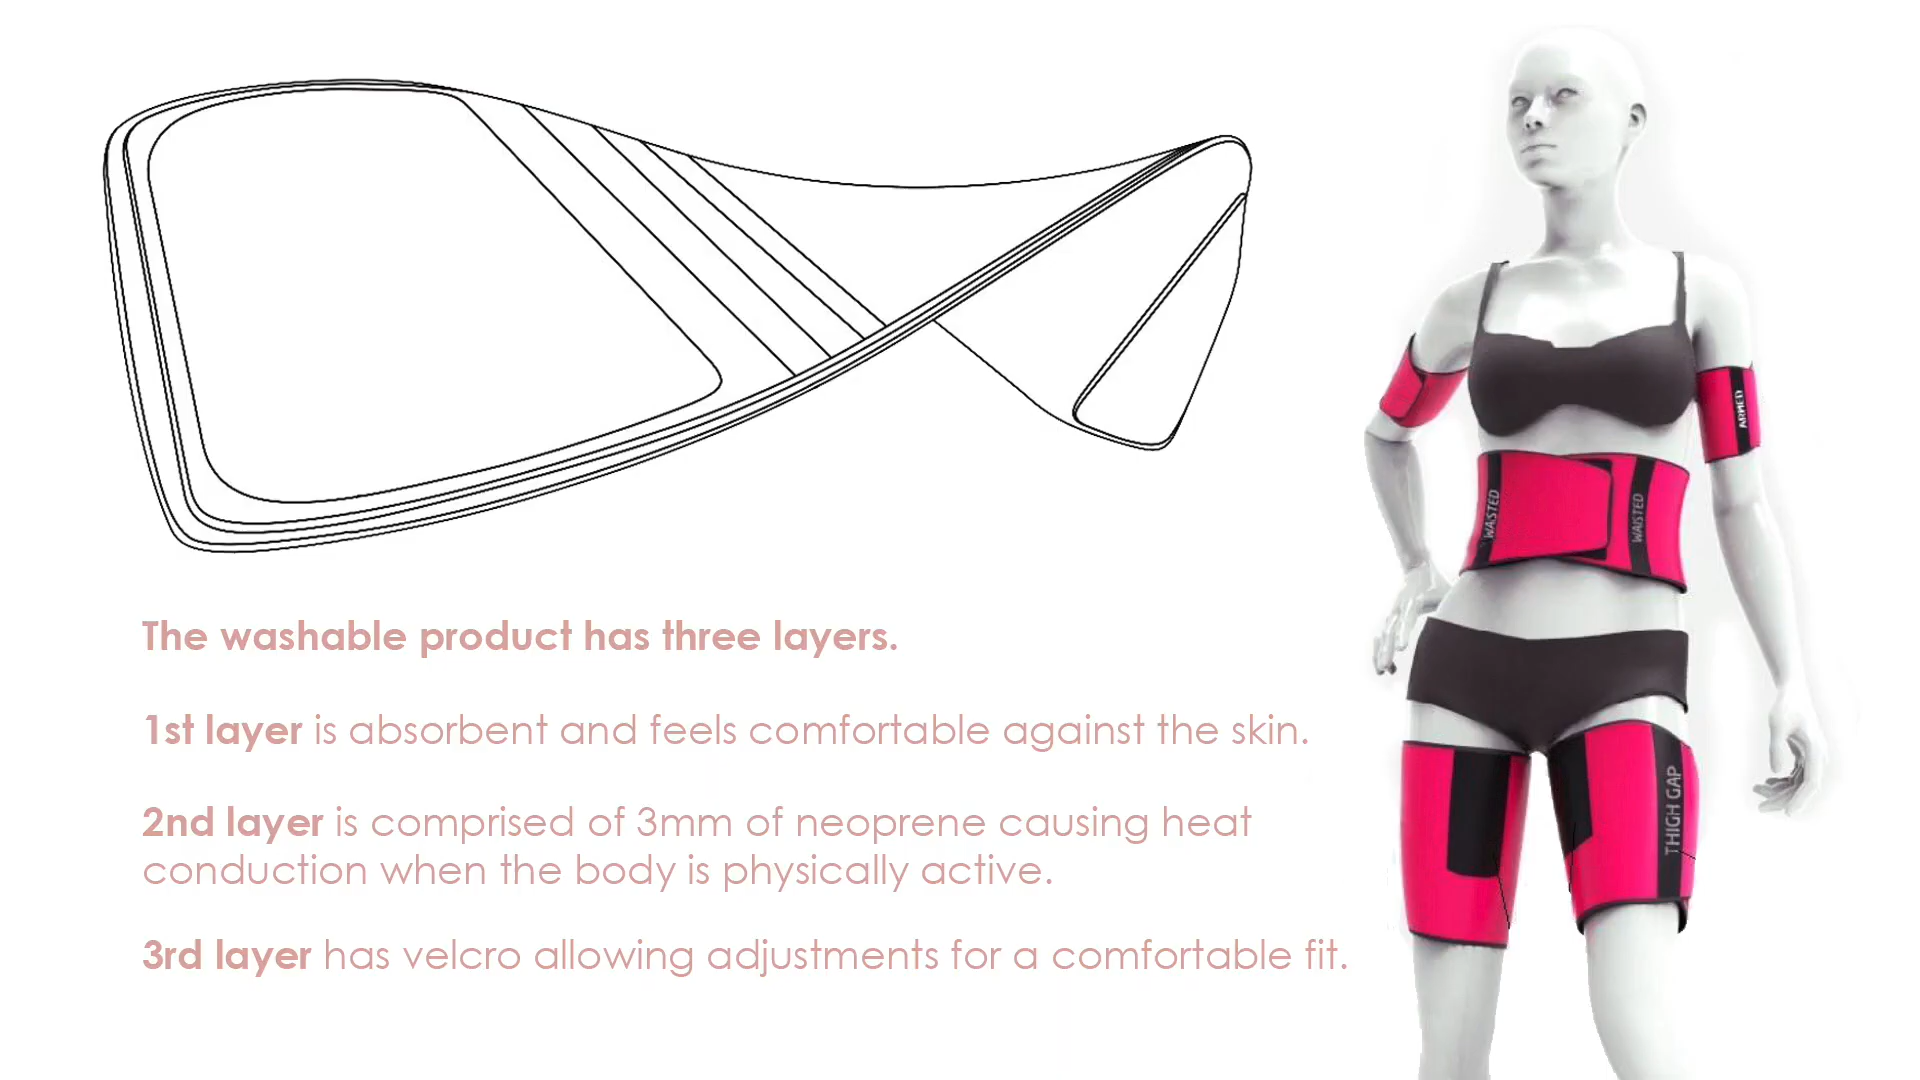 The washable product has three layers.
1st layer is absorbent and feels comfortable against the skin.
2nd layer is comprised of 3mm of neoprene causing heat
conduction when the body is physically active.
3rd layer has velcro allowing adjustments for a comfortable fit.
ARMED
WAISTED
WAISTED
THIGH GAP